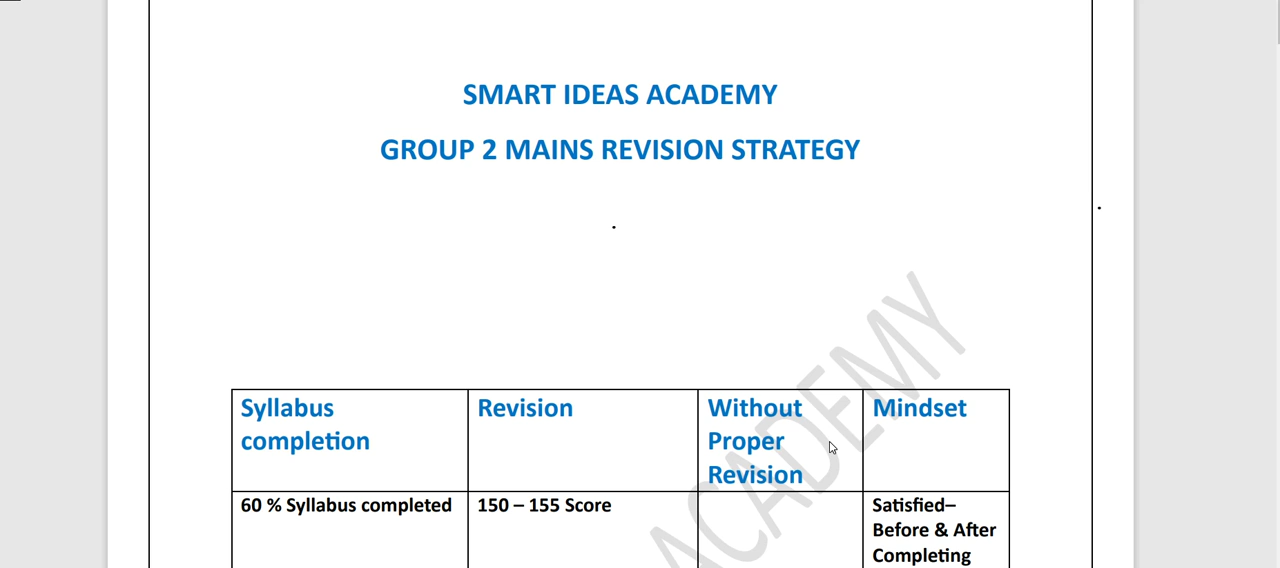 SMART IDEAS ACADEMY
GROUP 2 MAINS REVISION STRATEGY
Syllabus completion
Revision
Without Proper Revision
Mindset
60 % Syllabus completed
150 – 155 Score
Satisfied–
Before & After
Completing
ACADEMY